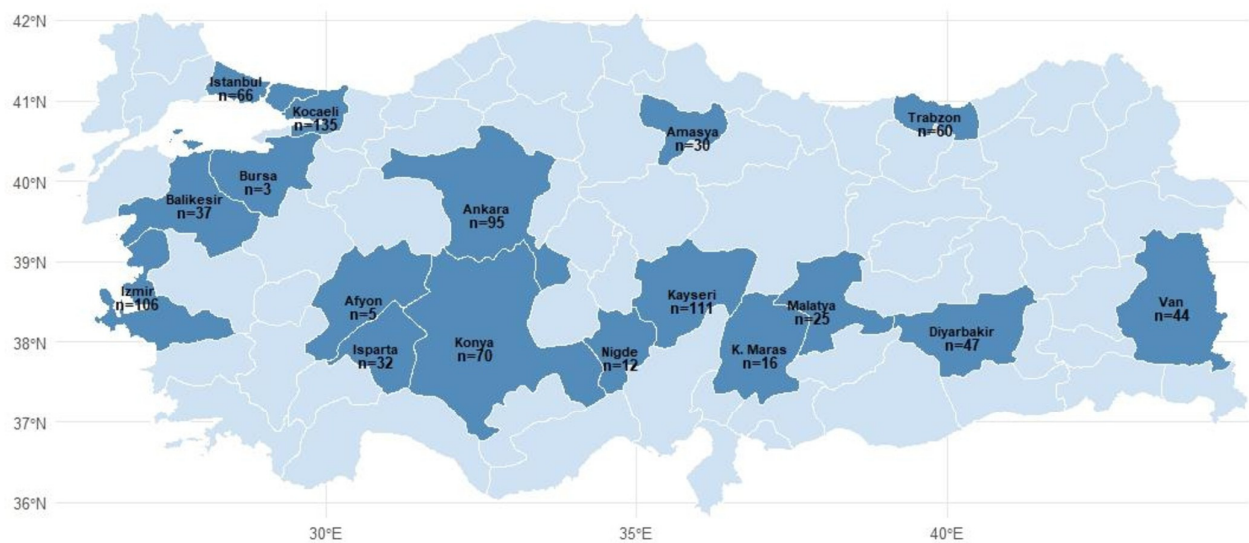 42°N
41°N
40°N
39°N
38°N
37°N
36°N
Istanbul
n=66
Kocaeli
n=135
Amasya
n=30
Trabzon
n=60
Bursa
n=3
Balikesir
n=37
Ankara
n=95
Izmir
n=106
Afyon
n=5
Isparta
n=32
Konya
n=70
Nigde
n=12
Kayseri
n=111
K. Maras
n=16
Malatya
n=25
Diyarbakir
n=47
Van
n=44
30°E
35°E
40°E